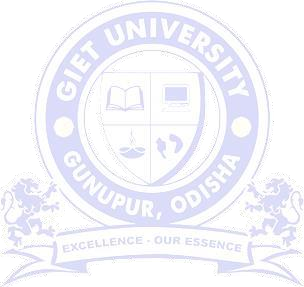 GIET UNIVERSITY
GUNUPUR, ODISHA
EXCELLENCE - OUR ESSENCE